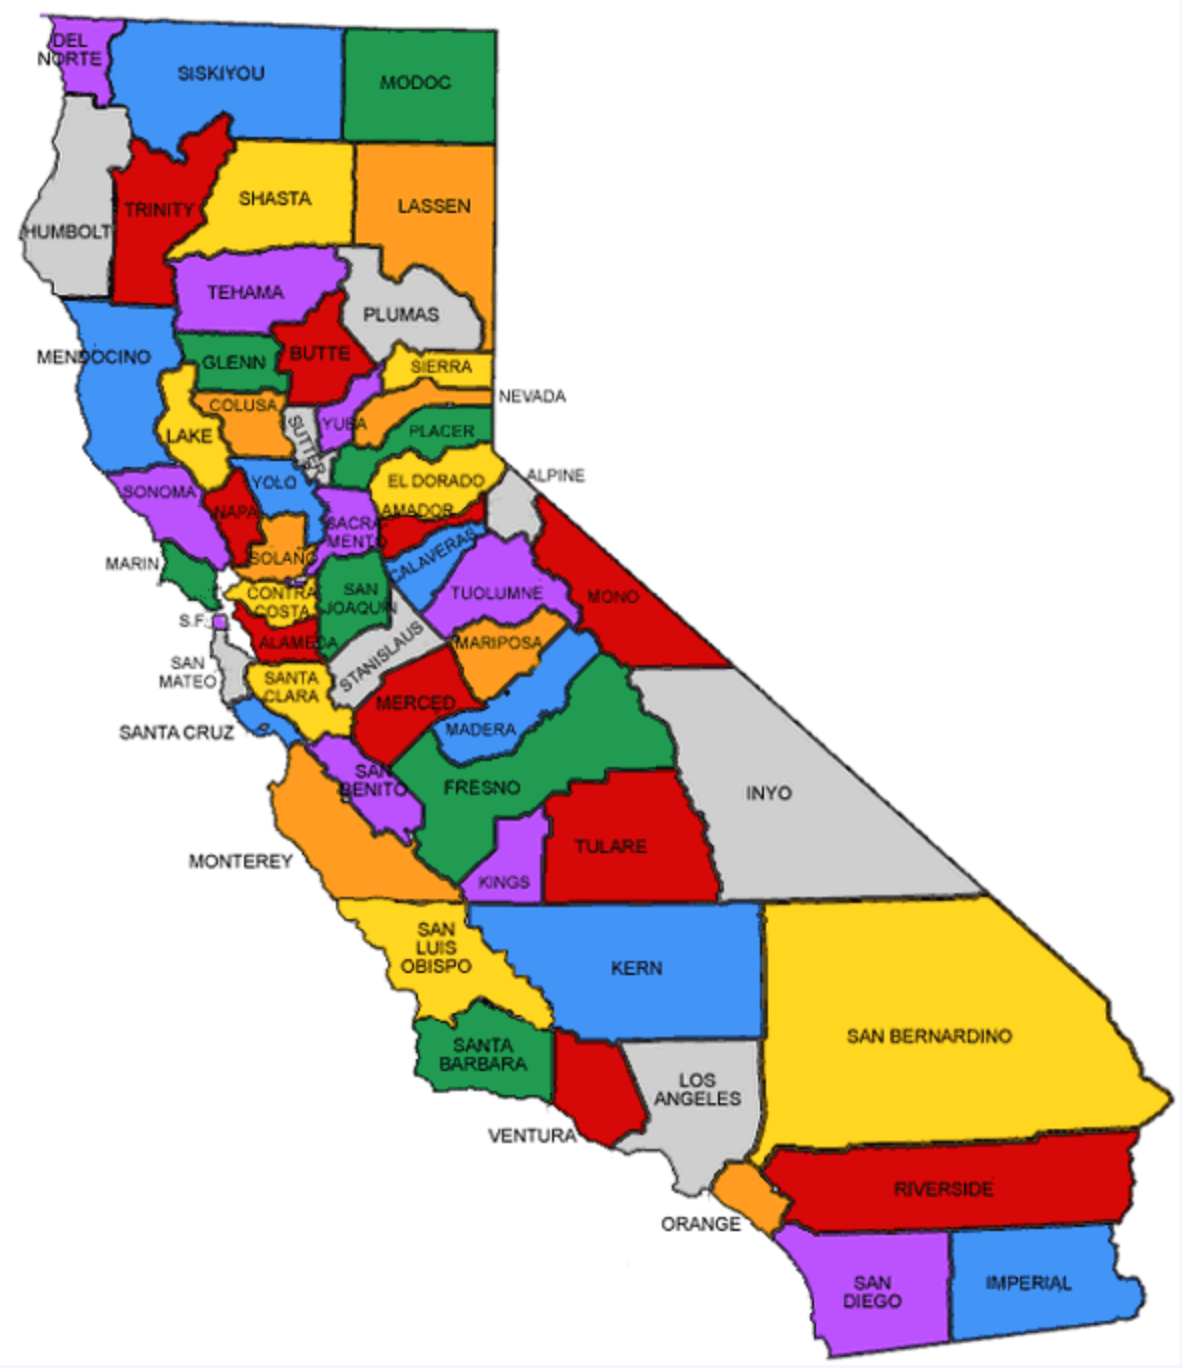 DEL
NORTE
SISKIYOU
MODOC
HUMBOLT
TRINITY
SHASTA
LASSEN
TEHAMA
PLUMAS
MENDOCINO
GLENN
BUTTE
SIERRA
NEVADA
COLUSA
LAKE
SUTTER
YUBA
PLACER
SONOMA
NAPA
YOLO
EL DORADO
ALPINE
AMADOR
SACRA
MENTO
MARIN
SOLANO
CALAVERAS
CONTRA
COSTA
SAN
JOAQUIN
TUOLUMNE
MONO
S.F.
ALAMEDA
STANISLAUS
MARIPOSA
SAN
MATEO
SANTA
CLARA
MERCED
MADERA
SANTA CRUZ
SAN
BENITO
FRESNO
INYO
MONTEREY
KINGS
TULARE
SAN
LUIS
OBISPO
KERN
SAN BERNARDINO
SANTA
BARBARA
VENTURA
LOS
ANGELES
ORANGE
RIVERSIDE
SAN
DIEGO
IMPERIAL